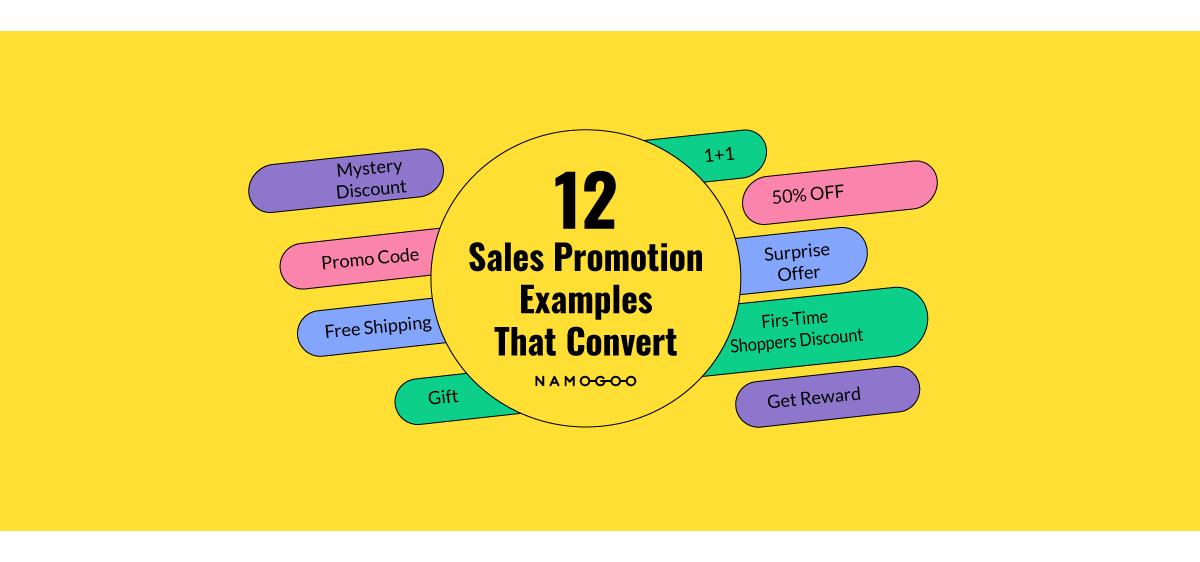 Mystery
Discount
Promo Code
Free Shipping
Gift
12
Sales Promotion
Examples
That Convert
NAMOGOO
1+1
50% OFF
Surprise
Offer
Firs-Time
Shoppers Discount
Get Reward